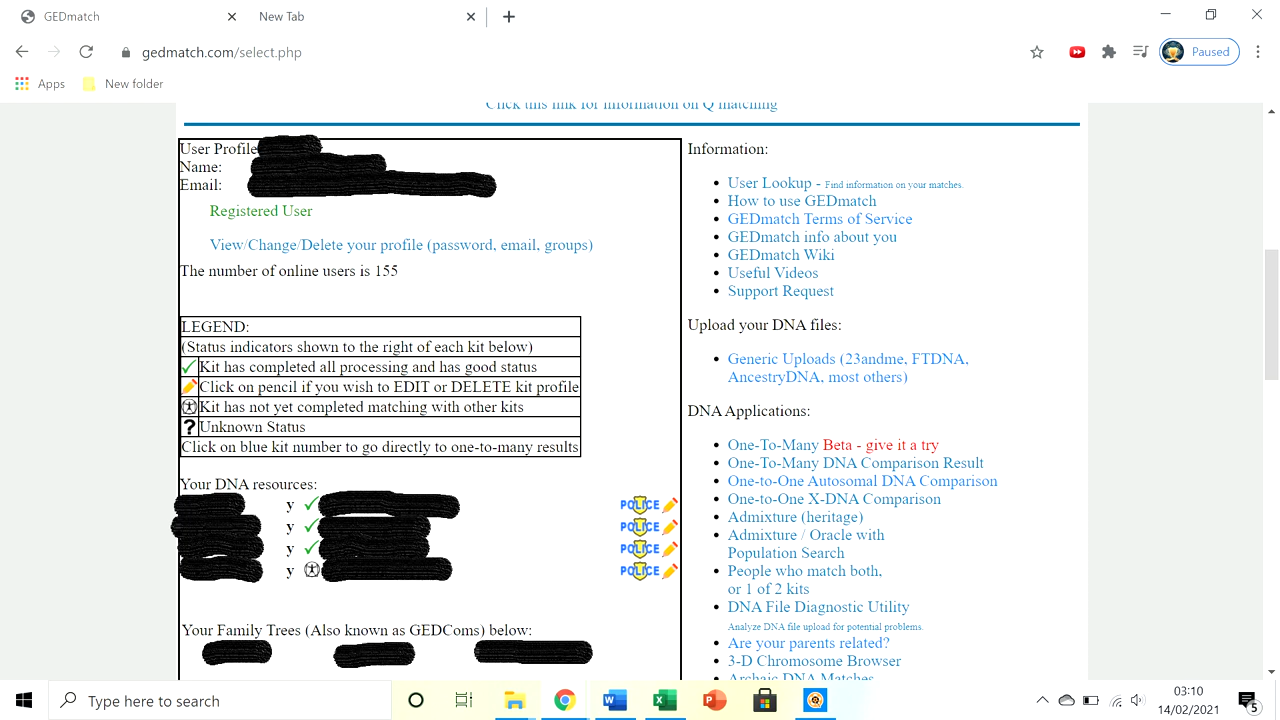 GEDmatch
New Tab
gedmatch.com/select.php
Paused
Apps
New folder
Click this link for information on Q matching
User Profile
Name:
Email:
Registered User
View/Change/Delete your profile (password, email, groups)
The number of online users is 155
LEGEND:
(Status indicators shown to the right of each kit below)
Kit has completed all processing and has good status
Click on pencil if you wish to EDIT or DELETE kit profile
Kit has not yet completed matching with other kits
? Unknown Status
Click on blue kit number to go directly to one-to-many results
Your DNA resources:
y POLICE
y POLICE
y POLICE
y POLICE
Your Family Trees (Also known as GEDComs) below:
Information:
User Lookup - Find information on your matches.
How to use GEDmatch
GEDmatch Terms of Service
GEDmatch info about you
GEDmatch Wiki
Useful Videos
Support Request
Upload your DNA files:
Generic Uploads (23andme, FTDNA,
AncestryDNA, most others)
DNA Applications:
One-To-Many Beta - give it a try
One-To-Many DNA Comparison Result
One-to-One Autosomal DNA Comparison
One-to-One X-DNA Comparison
Admixture (heritage)
Admixture / Oracle with
Population Search
People who match both,
or 1 of 2 kits
DNA File Diagnostic Utility
Analyze DNA file upload for potential problems.
Are your parents related?
3-D Chromosome Browser
Archaic DNA Matches
Type here to search
03:10
14/02/2021
5